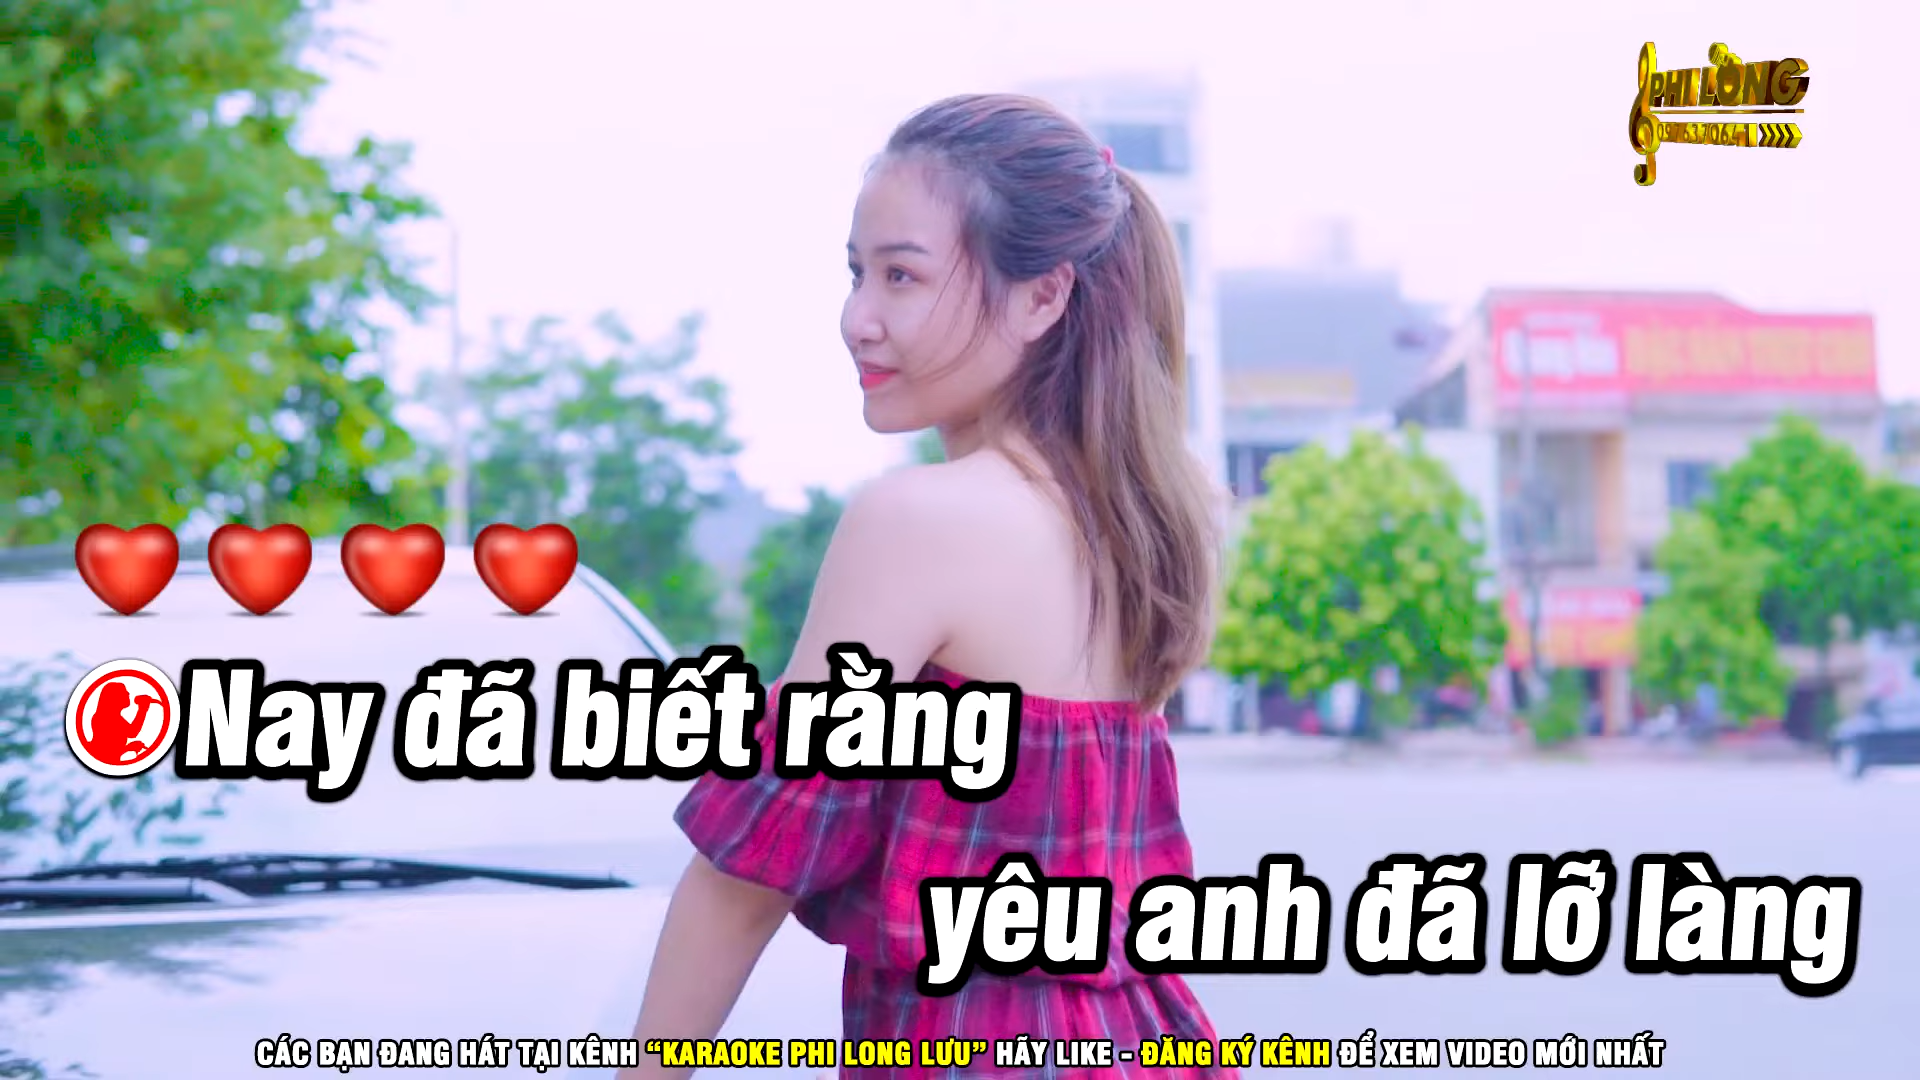 PHI LONG
Nay đã biết rằng
yêu anh đã lỡ làng
CÁC BẠN ĐANG HÁT TẠI KÊNH “KARAOKE PHI LONG LƯU” HÃY LIKE - ĐĂNG KÝ KÊNH ĐỂ XEM VIDEO MỚI NHẤT